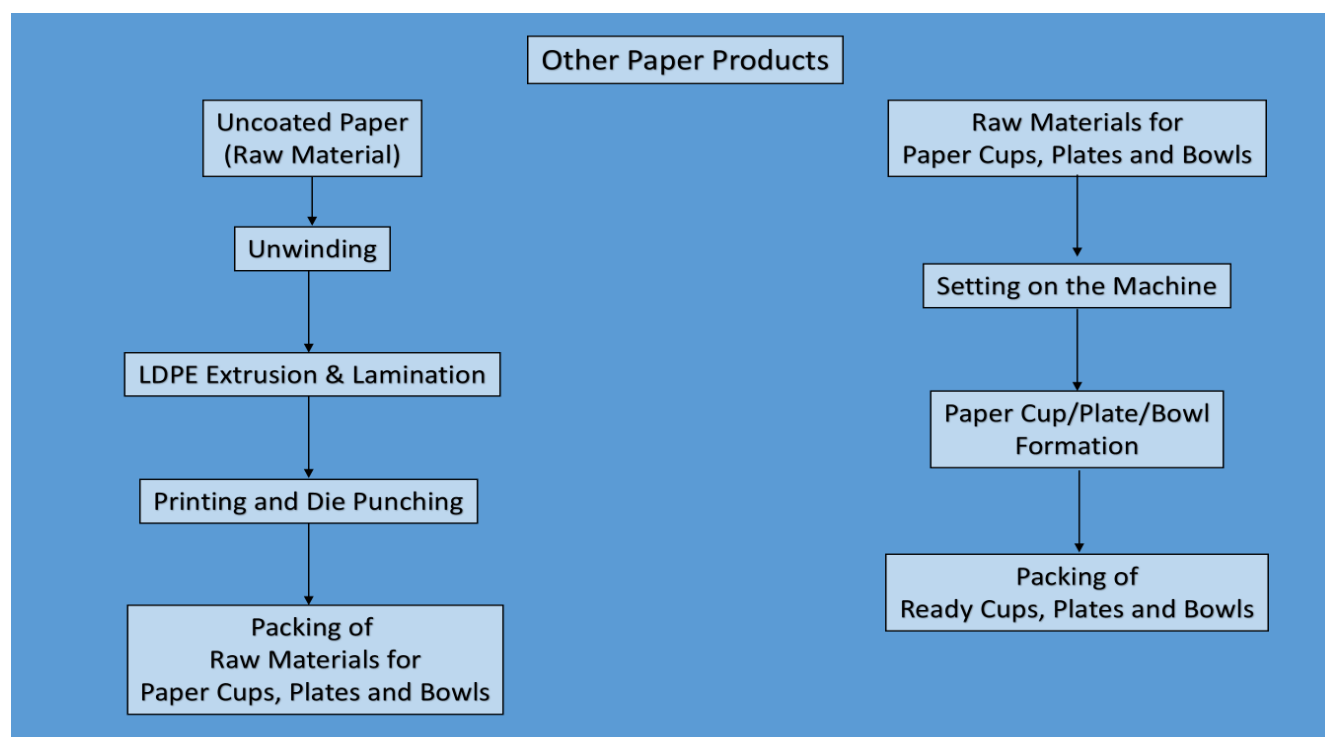 Other Paper Products
Uncoated Paper
(Raw Material)
Unwinding
LDPE Extrusion & Lamination
Printing and Die Punching
Packing of
Raw Materials for
Paper Cups, Plates and Bowls
Raw Materials for
Paper Cups, Plates and Bowls
Setting on the Machine
Paper Cup/Plate/Bowl
Formation
Packing of
Ready Cups, Plates and Bowls